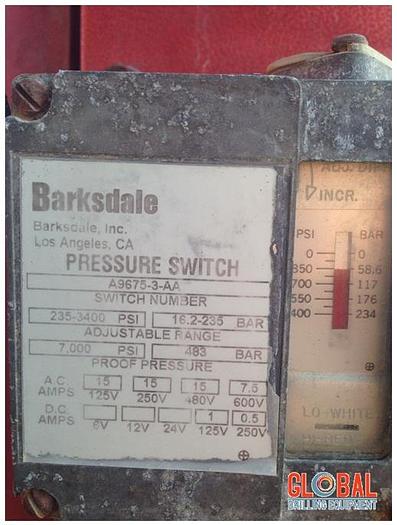 Barksdale
Barksdale, Inc.
Los Angeles, CA
PRESSURE SWITCH
A9675-3-AA
SWITCH NUMBER
235-3400 PSI 16.2-235 BAR
ADJUSTABLE RANGE
7,000 PSI 483 BAR
PROOF PRESSURE
A.C. AMPS 15 15 15 7.5
125V 250V 480V 600V
D.C. AMPS 1 0.5
6V 12V 24V 125V 250V
ADJ. DIF
INCR.
PSI BAR
0 0
850 58.6
700 117
550 176
400 234
LO-WHITE
GLOBAL
DRILLING EQUIPMENT